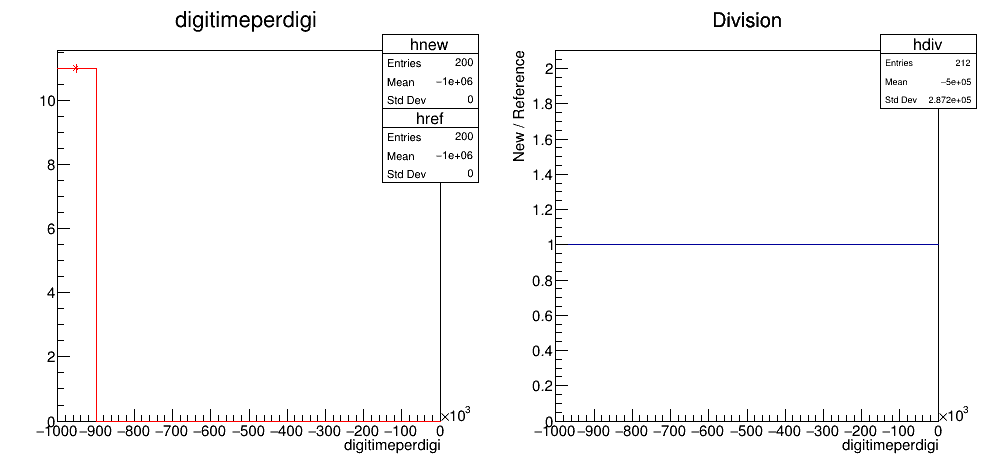 digitimeperdigi
hnew
Entries 200
Mean −1e+06
Std Dev 0
href
Entries 200
Mean −1e+06
Std Dev 0
10
8
6
4
2
0
−1000 −900 −800 −700 −600 −500 −400 −300 −200 −100 0
×10³
digitimeperdigi
Division
hdiv
Entries 212
Mean −5e+05
Std Dev 2.872e+05
New / Reference
2
1.8
1.6
1.4
1.2
1
0.8
0.6
0.4
0.2
0
−1000 −900 −800 −700 −600 −500 −400 −300 −200 −100 0
×10³
digitimeperdigi